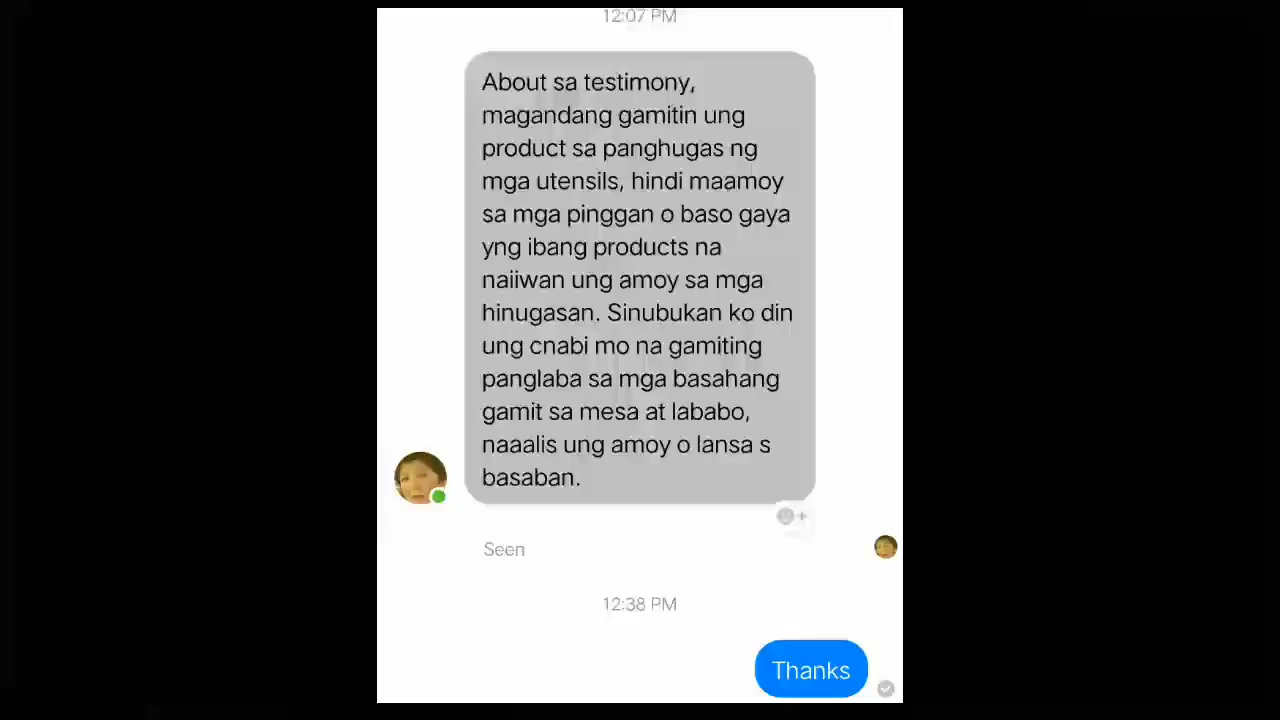 12:07 PM
About sa testimony,
magandang gamitin ung
product sa panghugas ng
mga utensils, hindi maamoy
sa mga pinggan o baso gaya
yng ibang products na
naiiwan ung amoy sa mga
hinugasan. Sinubukan ko din
ung cnabi mo na gamiting
panglaba sa mga basahang
gamit sa mesa at lababo,
naaalis ung amoy o lansa s
basaban.
Seen
12:38 PM
Thanks